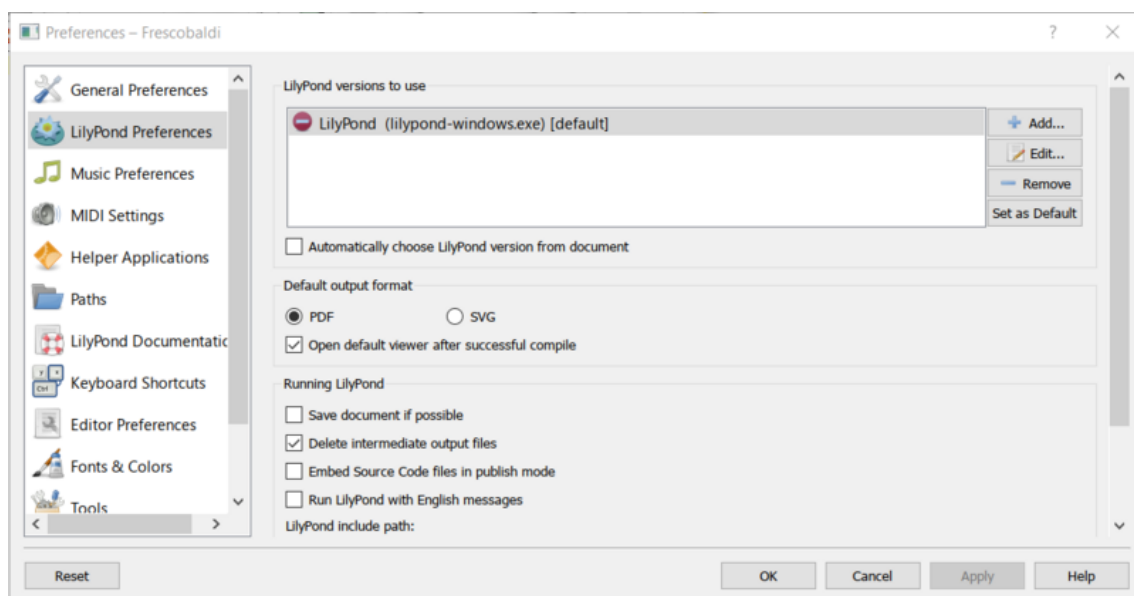 Preferences – Frescobaldi
?
General Preferences
LilyPond Preferences
Music Preferences
MIDI Settings
Helper Applications
Paths
LilyPond Documentatic
Keyboard Shortcuts
Editor Preferences
Fonts & Colors
Tools
LilyPond versions to use
LilyPond (lilypond-windows.exe) [default]
Add...
Edit...
Remove
Set as Default
Automatically choose LilyPond version from document
Default output format
PDF SVG
Open default viewer after successful compile
Running LilyPond
Save document if possible
Delete intermediate output files
Embed Source Code files in publish mode
Run LilyPond with English messages
LilyPond include path:
Reset OK Cancel Apply Help